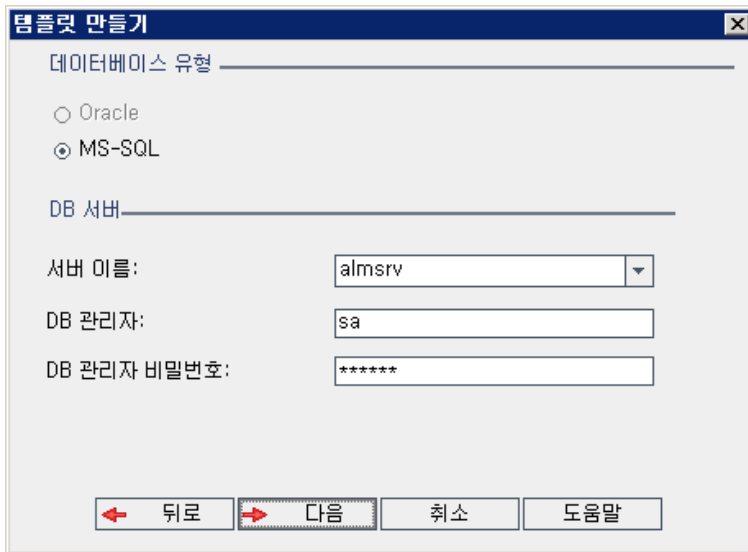 템플릿 만들기
데이터베이스 유형
Oracle
MS-SQL
DB 서버
서버 이름: almsrv
DB 관리자: sa
DB 관리자 비밀번호: ******
뒤로 다음 취소 도움말